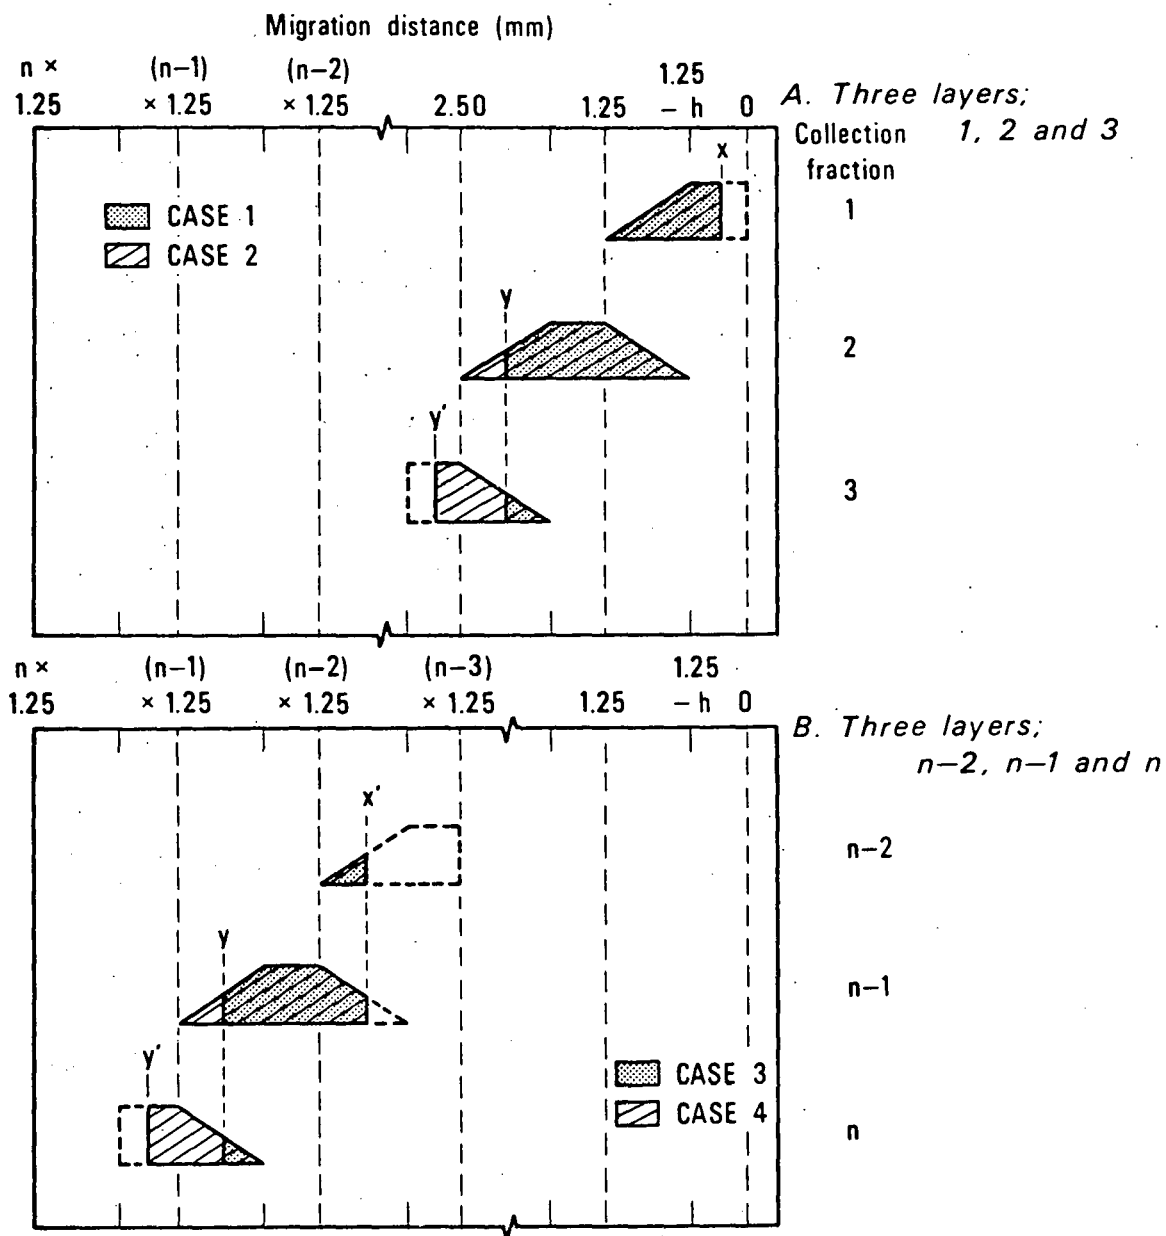 Migration distance (mm)
n × (n−1) (n−2) 1.25
1.25 × 1.25 × 1.25 2.50 1.25 − h 0
A. Three layers;
1, 2 and 3
Collection
fraction
x
1
CASE 1
CASE 2
y
2
y'
3
n × (n−1) (n−2) (n−3) 1.25
1.25 × 1.25 × 1.25 × 1.25 1.25 − h 0
B. Three layers;
n−2, n−1 and n
x'
n−2
y
n−1
y'
CASE 3
CASE 4
n